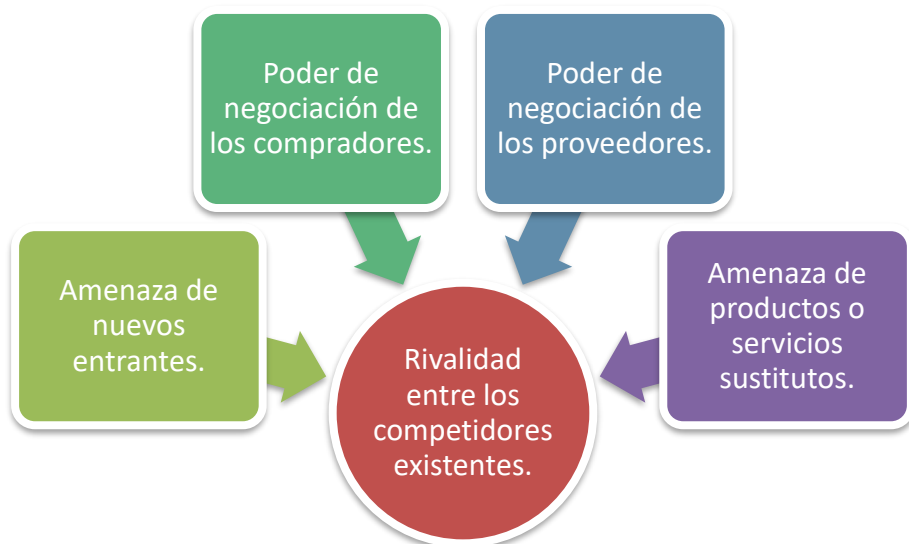 Poder de
negociación de
los compradores.
Poder de
negociación de
los proveedores.
Amenaza de
nuevos
entrantes.
Rivalidad
entre los
competidores
existentes.
Amenaza de
productos o
servicios
sustitutos.